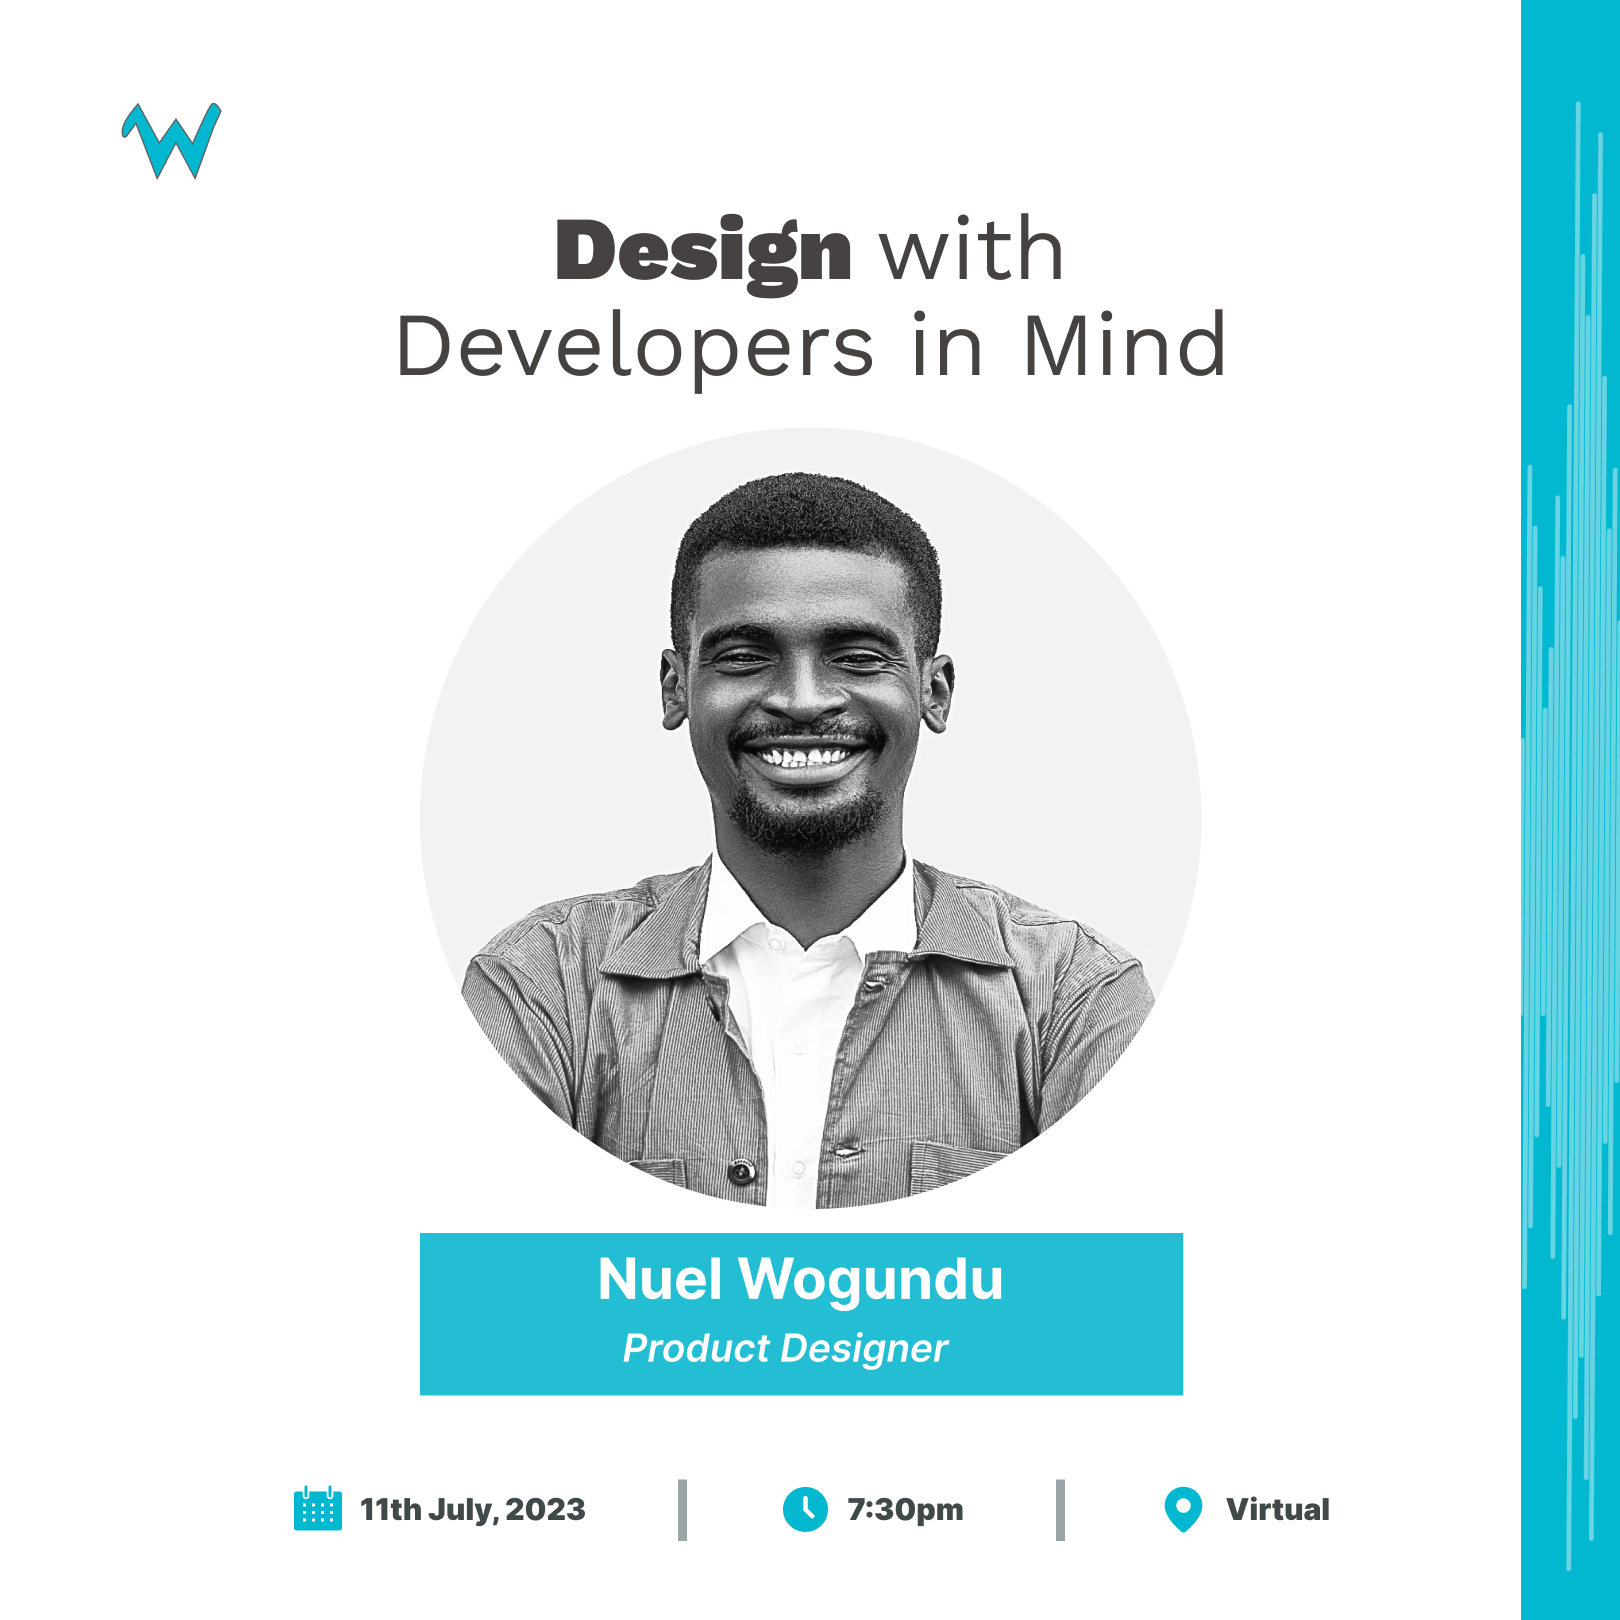 W
Design with
Developers in Mind
Nuel Wogundu
Product Designer
11th July, 2023
7:30pm
Virtual